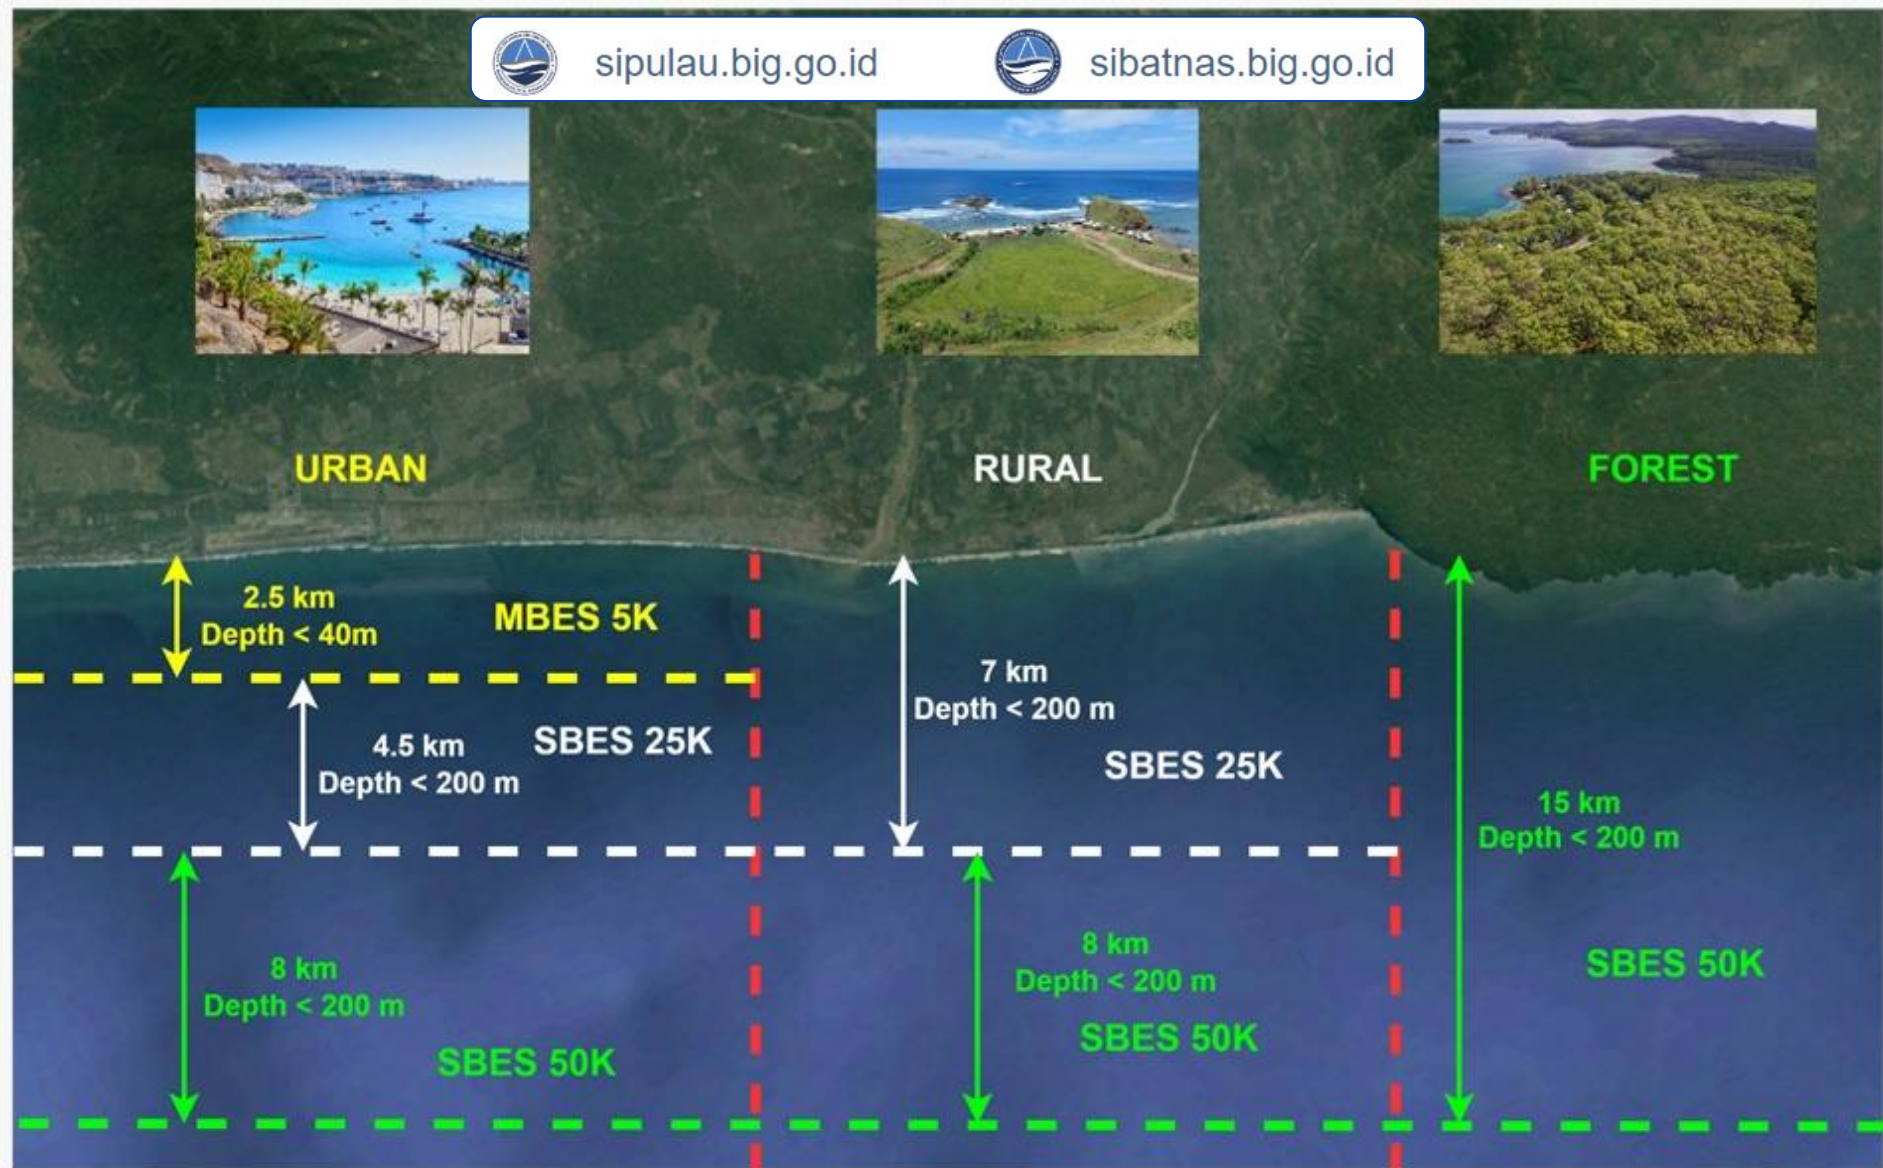 sipulau.big.go.id
sibatnas.big.go.id
URBAN
RURAL
FOREST
2.5 km
Depth < 40m
MBES 5K
4.5 km
Depth < 200 m
SBES 25K
7 km
Depth < 200 m
SBES 25K
15 km
Depth < 200 m
SBES 50K
8 km
Depth < 200 m
SBES 50K
8 km
Depth < 200 m
SBES 50K